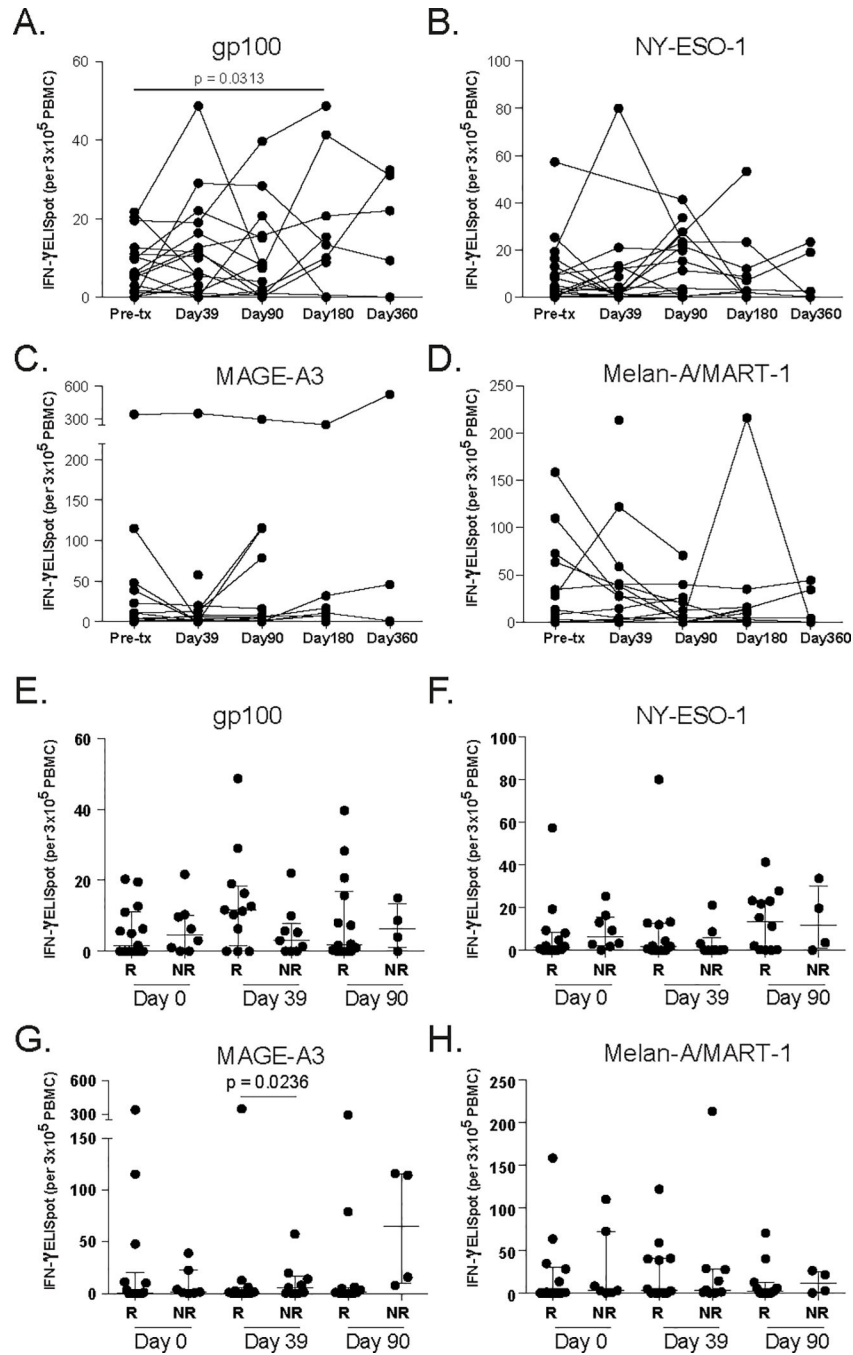 A.
gp100
IFN-γELISpot (per 3x10⁵ PBMC)
60
40
20
0
p = 0.0313
Pre-tx Day39 Day90 Day180 Day360
B.
NY-ESO-1
IFN-γELISpot (per 3x10⁵ PBMC)
100
80
60
40
20
0
Pre-tx Day39 Day90 Day180 Day360
C.
MAGE-A3
IFN-γELISpot (per 3x10⁵ PBMC)
600
300
200
150
100
50
0
Pre-tx Day39 Day90 Day180 Day360
D.
Melan-A/MART-1
IFN-γELISpot (per 3x10⁵ PBMC)
250
200
150
100
50
0
Pre-tx Day39 Day90 Day180 Day360
E.
gp100
IFN-γELISpot (per 3x10⁵ PBMC)
60
40
20
0
R NR R NR R NR
Day 0 Day 39 Day 90
F.
NY-ESO-1
IFN-γELISpot (per 3x10⁵ PBMC)
100
80
60
40
20
0
R NR R NR R NR
Day 0 Day 39 Day 90
G.
MAGE-A3
IFN-γELISpot (per 3x10⁵ PBMC)
600
300
150
100
50
0
p = 0.0236
R NR R NR R NR
Day 0 Day 39 Day 90
H.
Melan-A/MART-1
IFN-γELISpot (per 3x10⁵ PBMC)
250
200
150
100
50
0
R NR R NR R NR
Day 0 Day 39 Day 90